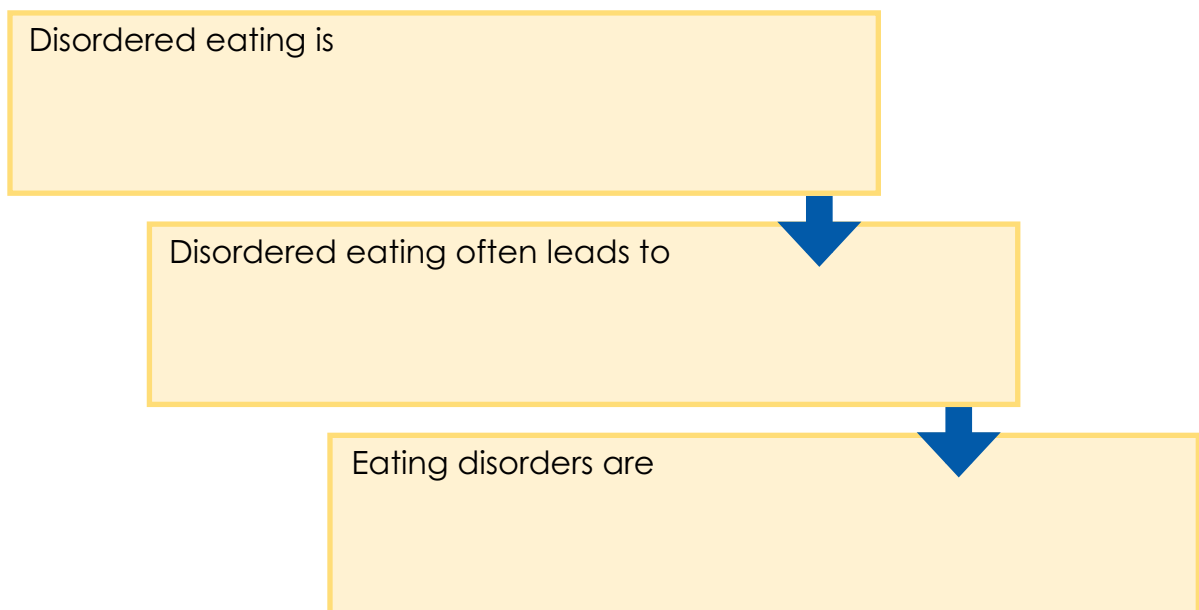 Disordered eating is
Disordered eating often leads to
Eating disorders are